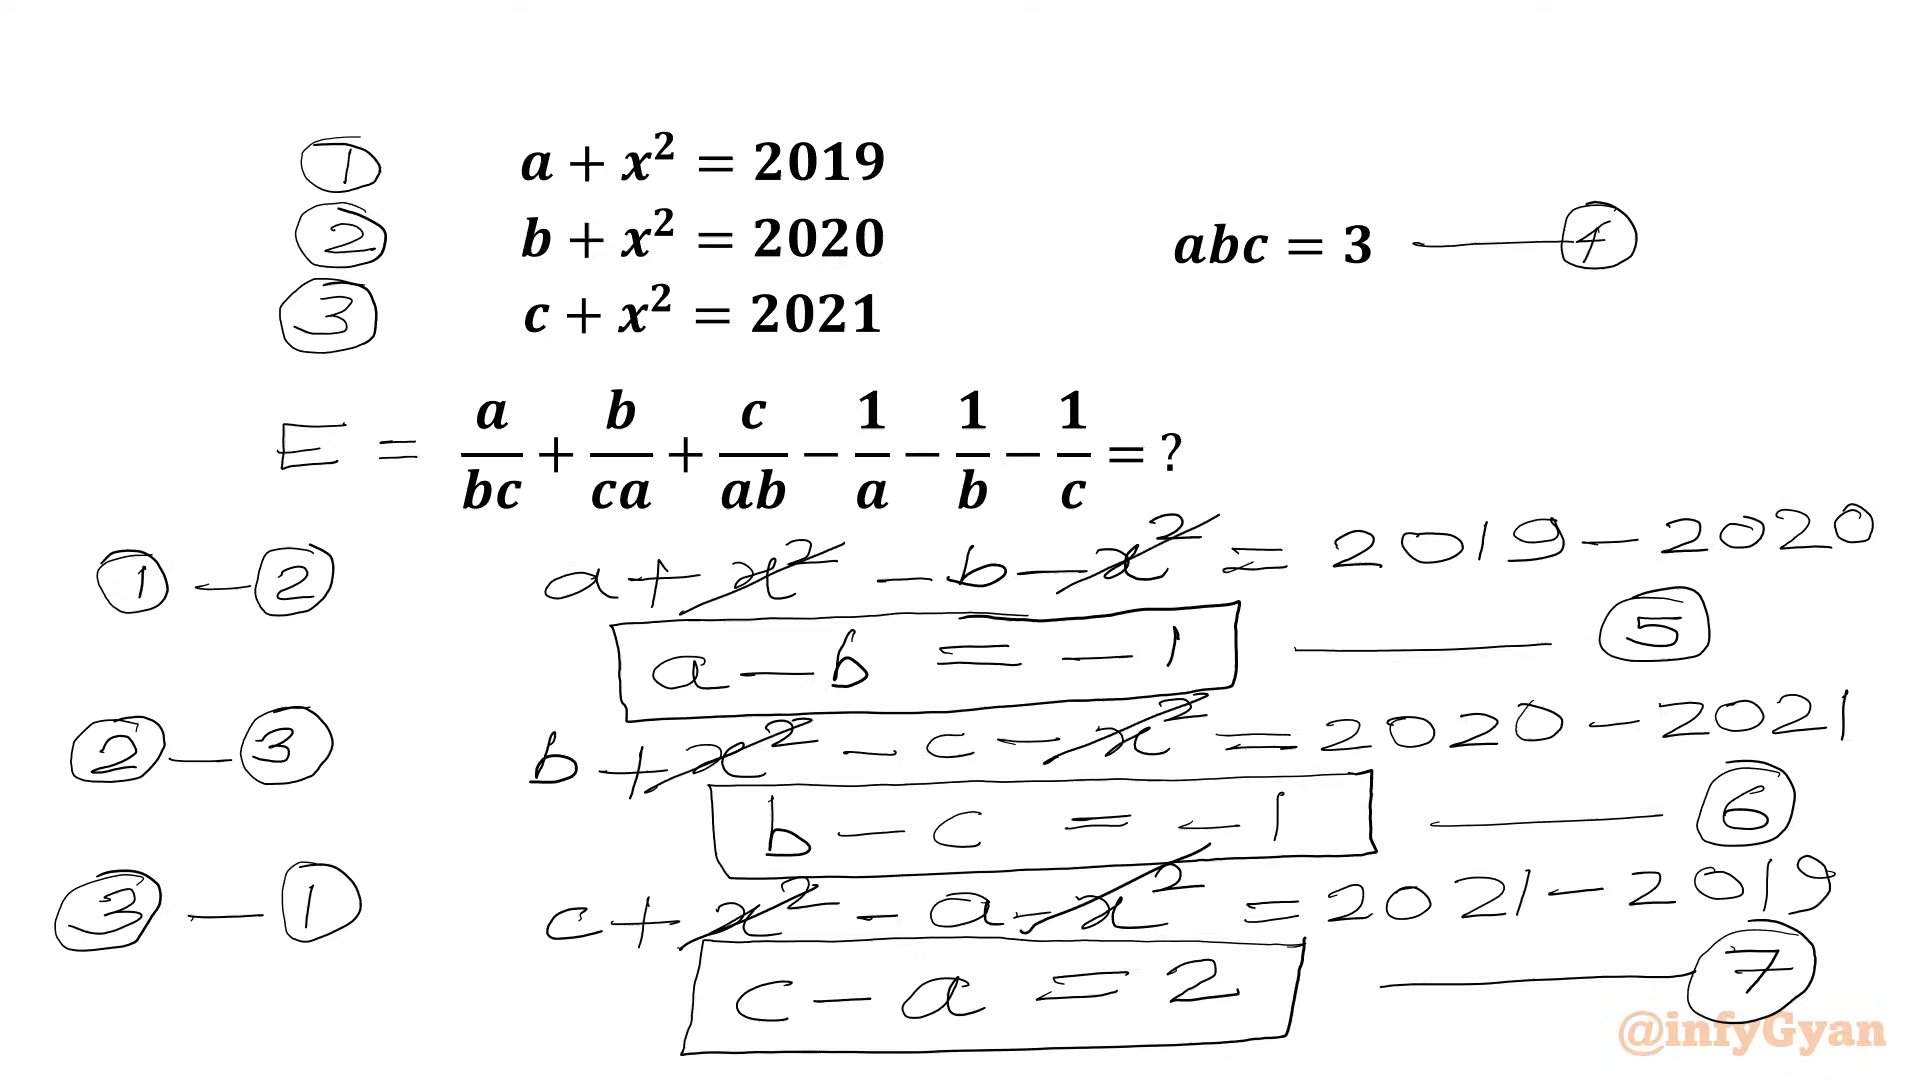 ① a + x² = 2019
② b + x² = 2020
abc = 3 — ④
③ c + x² = 2021
E = a/bc + b/ca + c/ab − 1/a − 1/b − 1/c = ?
① − ② a + x² − b − x² = 2019 − 2020
a − b = − 1 — ⑤
② − ③ b + x² − c − x² = 2020 − 2021
b − c = − 1 — ⑥
③ − ① c + x² − a − x² = 2021 − 2019
c − a = 2 — ⑦
@infyGyan